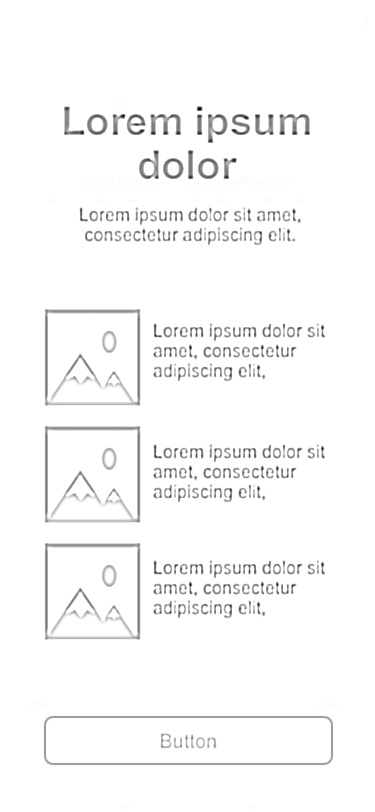 Lorem ipsum
dolor
Lorem ipsum dolor sit amet,
consectetur adipiscing elit.
Lorem ipsum dolor sit
amet, consectetur
adipiscing elit,
Lorem ipsum dolor sit
amet, consectetur
adipiscing elit,
Lorem ipsum dolor sit
amet, consectetur
adipiscing elit,
Button